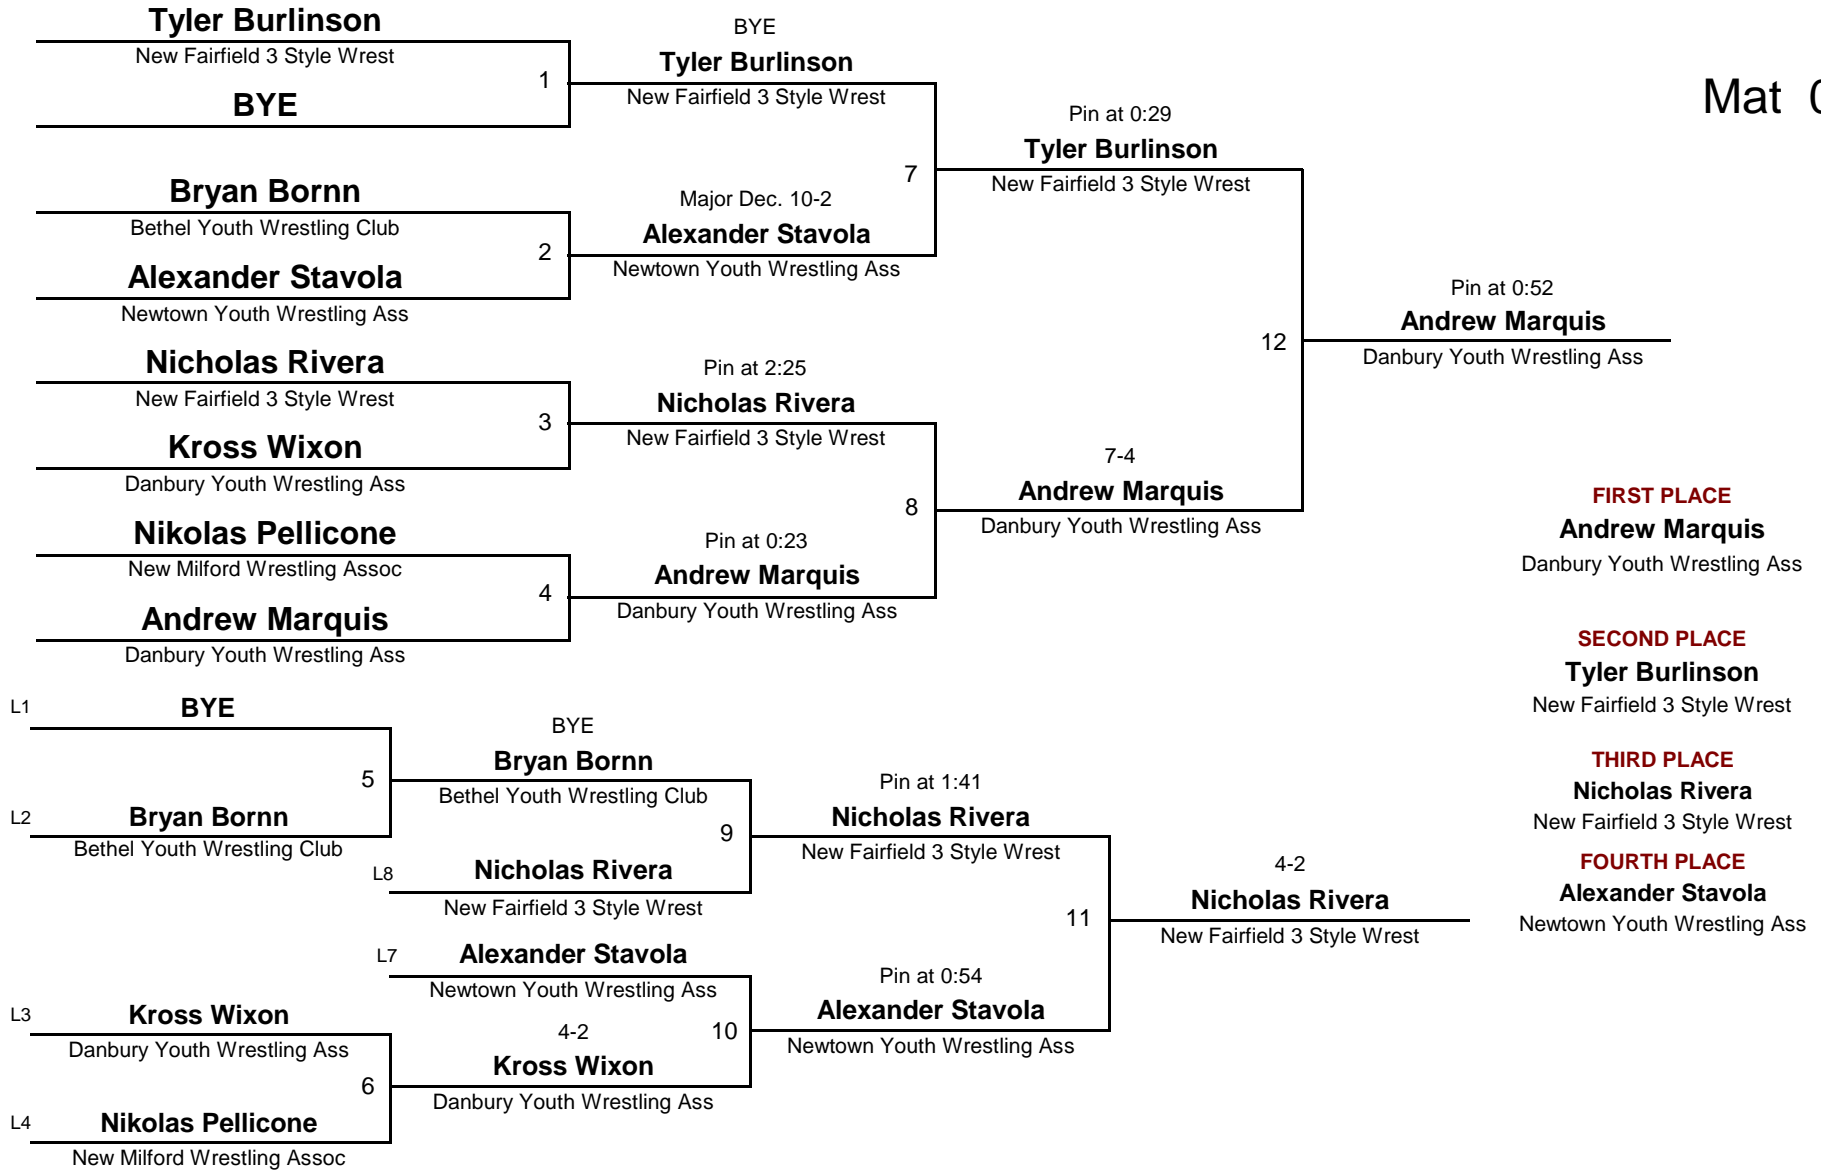 Tyler Burlinson
New Fairfield 3 Style Wrest
1
BYE
BYE
Tyler Burlinson
New Fairfield 3 Style Wrest
Mat 0
Pin at 0:29
Tyler Burlinson
New Fairfield 3 Style Wrest
7
Bryan Bornn
Bethel Youth Wrestling Club
2
Alexander Stavola
Newtown Youth Wrestling Ass
Major Dec. 10-2
Alexander Stavola
Newtown Youth Wrestling Ass
Pin at 0:52
Andrew Marquis
Danbury Youth Wrestling Ass
12
Nicholas Rivera
New Fairfield 3 Style Wrest
3
Kross Wixon
Danbury Youth Wrestling Ass
Pin at 2:25
Nicholas Rivera
New Fairfield 3 Style Wrest
7-4
Andrew Marquis
Danbury Youth Wrestling Ass
8
Nikolas Pellicone
New Milford Wrestling Assoc
4
Andrew Marquis
Danbury Youth Wrestling Ass
Pin at 0:23
Andrew Marquis
Danbury Youth Wrestling Ass
FIRST PLACE
Andrew Marquis
Danbury Youth Wrestling Ass
SECOND PLACE
Tyler Burlinson
New Fairfield 3 Style Wrest
THIRD PLACE
Nicholas Rivera
New Fairfield 3 Style Wrest
FOURTH PLACE
Alexander Stavola
Newtown Youth Wrestling Ass
L1 BYE
5
L2 Bryan Bornn
Bethel Youth Wrestling Club
BYE
Bryan Bornn
Bethel Youth Wrestling Club
9
L8 Nicholas Rivera
New Fairfield 3 Style Wrest
Pin at 1:41
Nicholas Rivera
New Fairfield 3 Style Wrest
11
4-2
Nicholas Rivera
New Fairfield 3 Style Wrest
L7 Alexander Stavola
Newtown Youth Wrestling Ass
10
Pin at 0:54
Alexander Stavola
Newtown Youth Wrestling Ass
L3 Kross Wixon
Danbury Youth Wrestling Ass
6
4-2
Kross Wixon
Danbury Youth Wrestling Ass
L4 Nikolas Pellicone
New Milford Wrestling Assoc